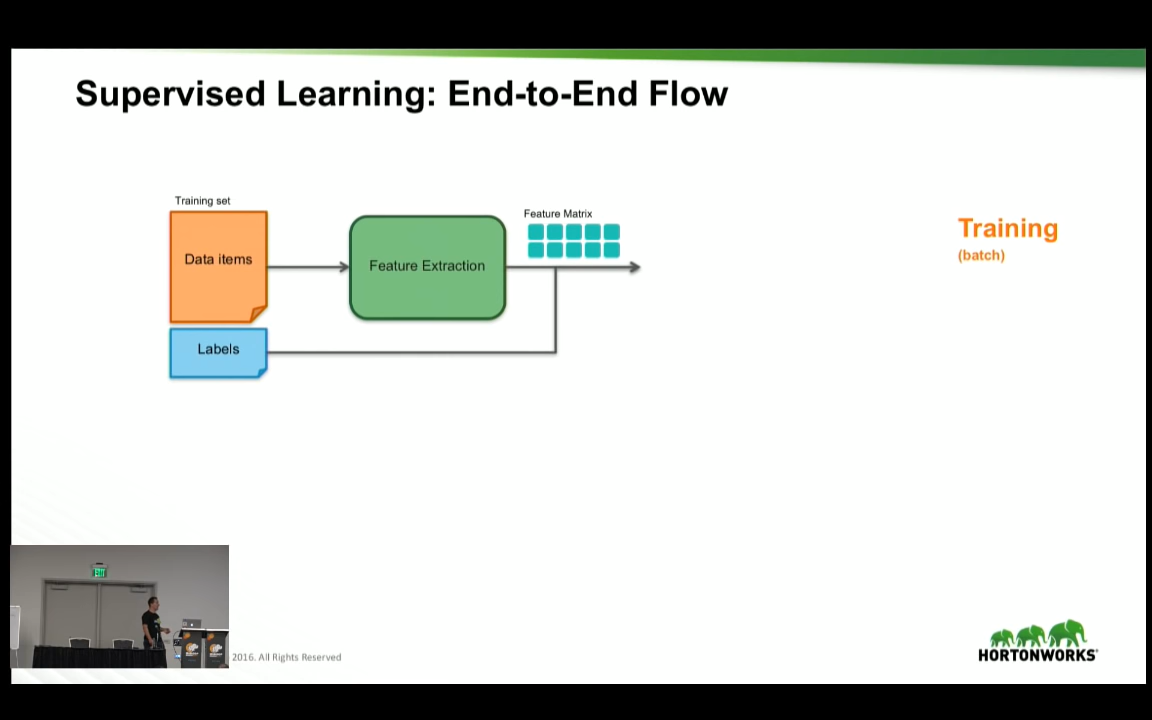 Supervised Learning: End-to-End Flow
Training set
Data items
Feature Extraction
Feature Matrix
Training
(batch)
Labels
EXIT
2016. All Rights Reserved
HORTONWORKS